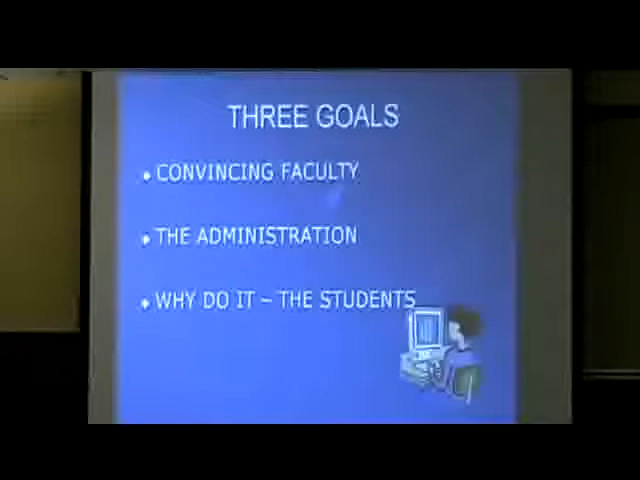 THREE GOALS
• CONVINCING FACULTY
• THE ADMINISTRATION
• WHY DO IT – THE STUDENTS